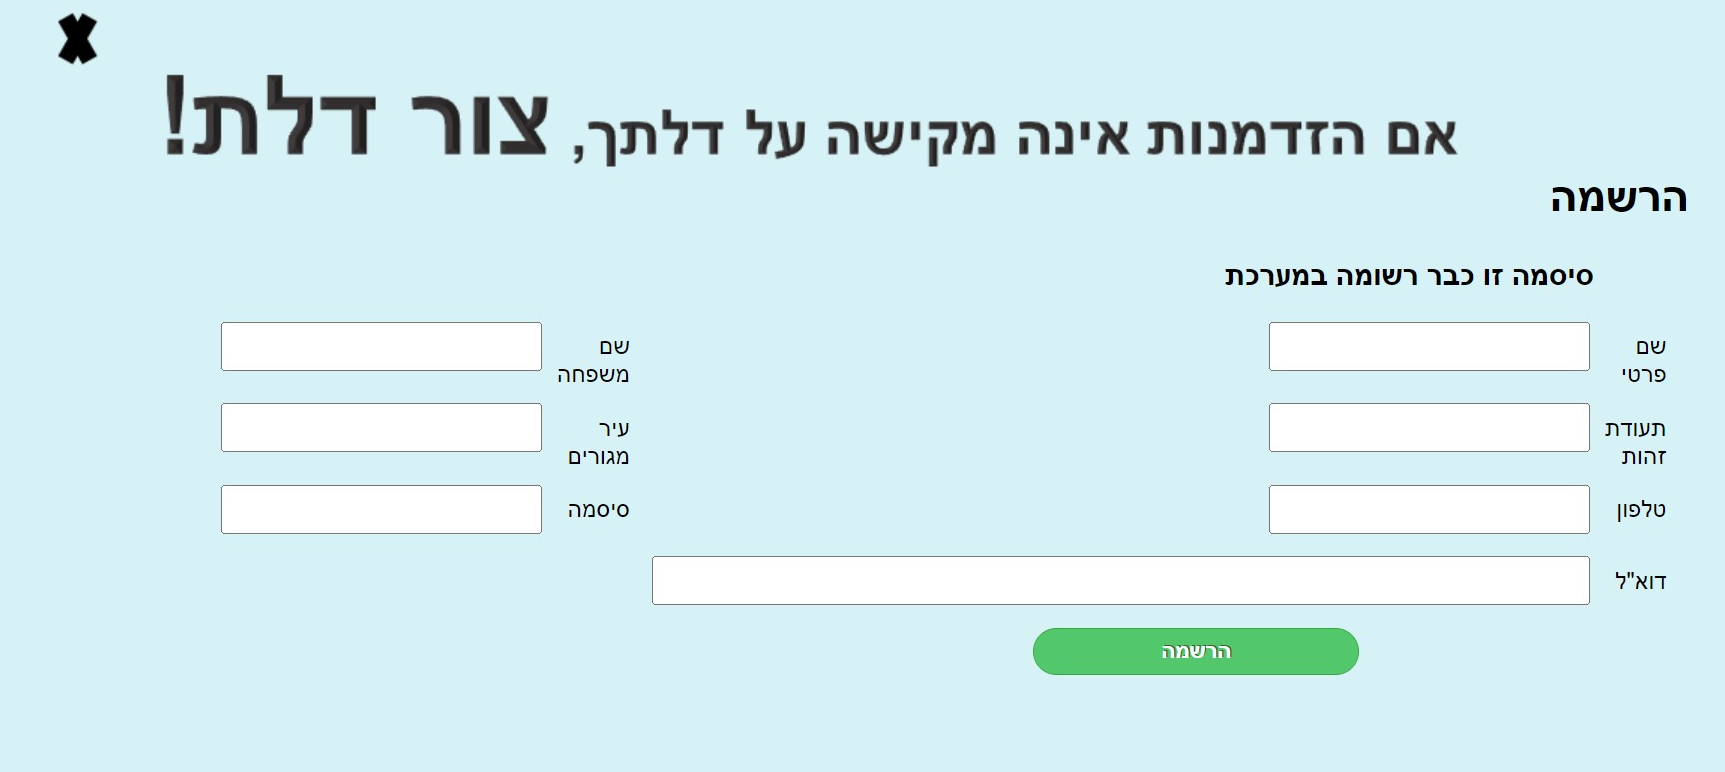 אם הזדמנות אינה מקישה על דלתך, צור דלת!
הרשמה
סיסמה זו כבר רשומה במערכת
שם
פרטי
שם
משפחה
תעודת
זהות
עיר
מגורים
טלפון
סיסמה
דוא"ל
הרשמה